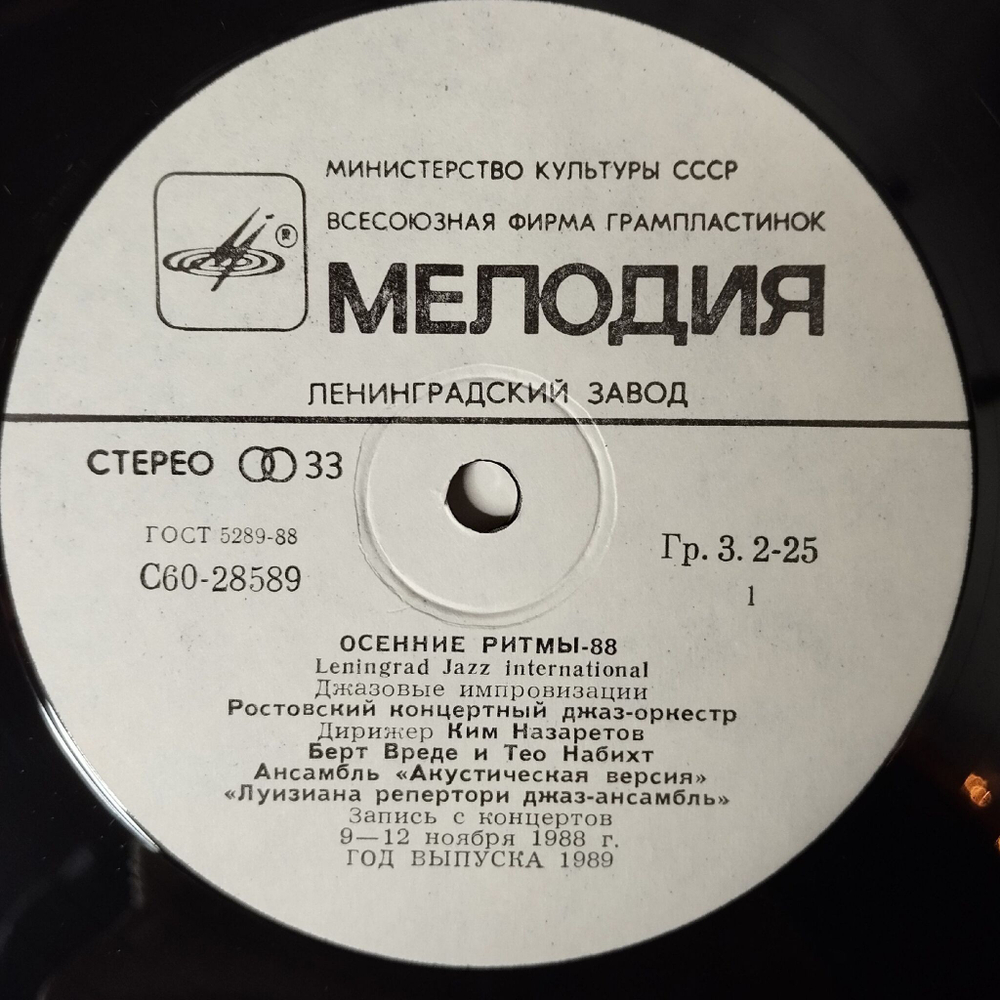 МИНИСТЕРСТВО КУЛЬТУРЫ СССР
ВСЕСОЮЗНАЯ ФИРМА ГРАМПЛАСТИНОК
®
МЕЛОДИЯ
ЛЕНИНГРАДСКИЙ ЗАВОД
СТЕРЕО 33
ГОСТ 5289-88
С60-28589
Гр. 3. 2-25
1
ОСЕННИЕ РИТМЫ-88
Leningrad Jazz international
Джазовые импровизации
Ростовский концертный джаз-оркестр
Дирижер Ким Назаретов
Берт Вреде и Тео Набихт
Ансамбль «Акустическая версия»
«Луизиана репертори джаз-ансамбль»
Запись с концертов
9—12 ноября 1988 г.
ГОД ВЫПУСКА 1989